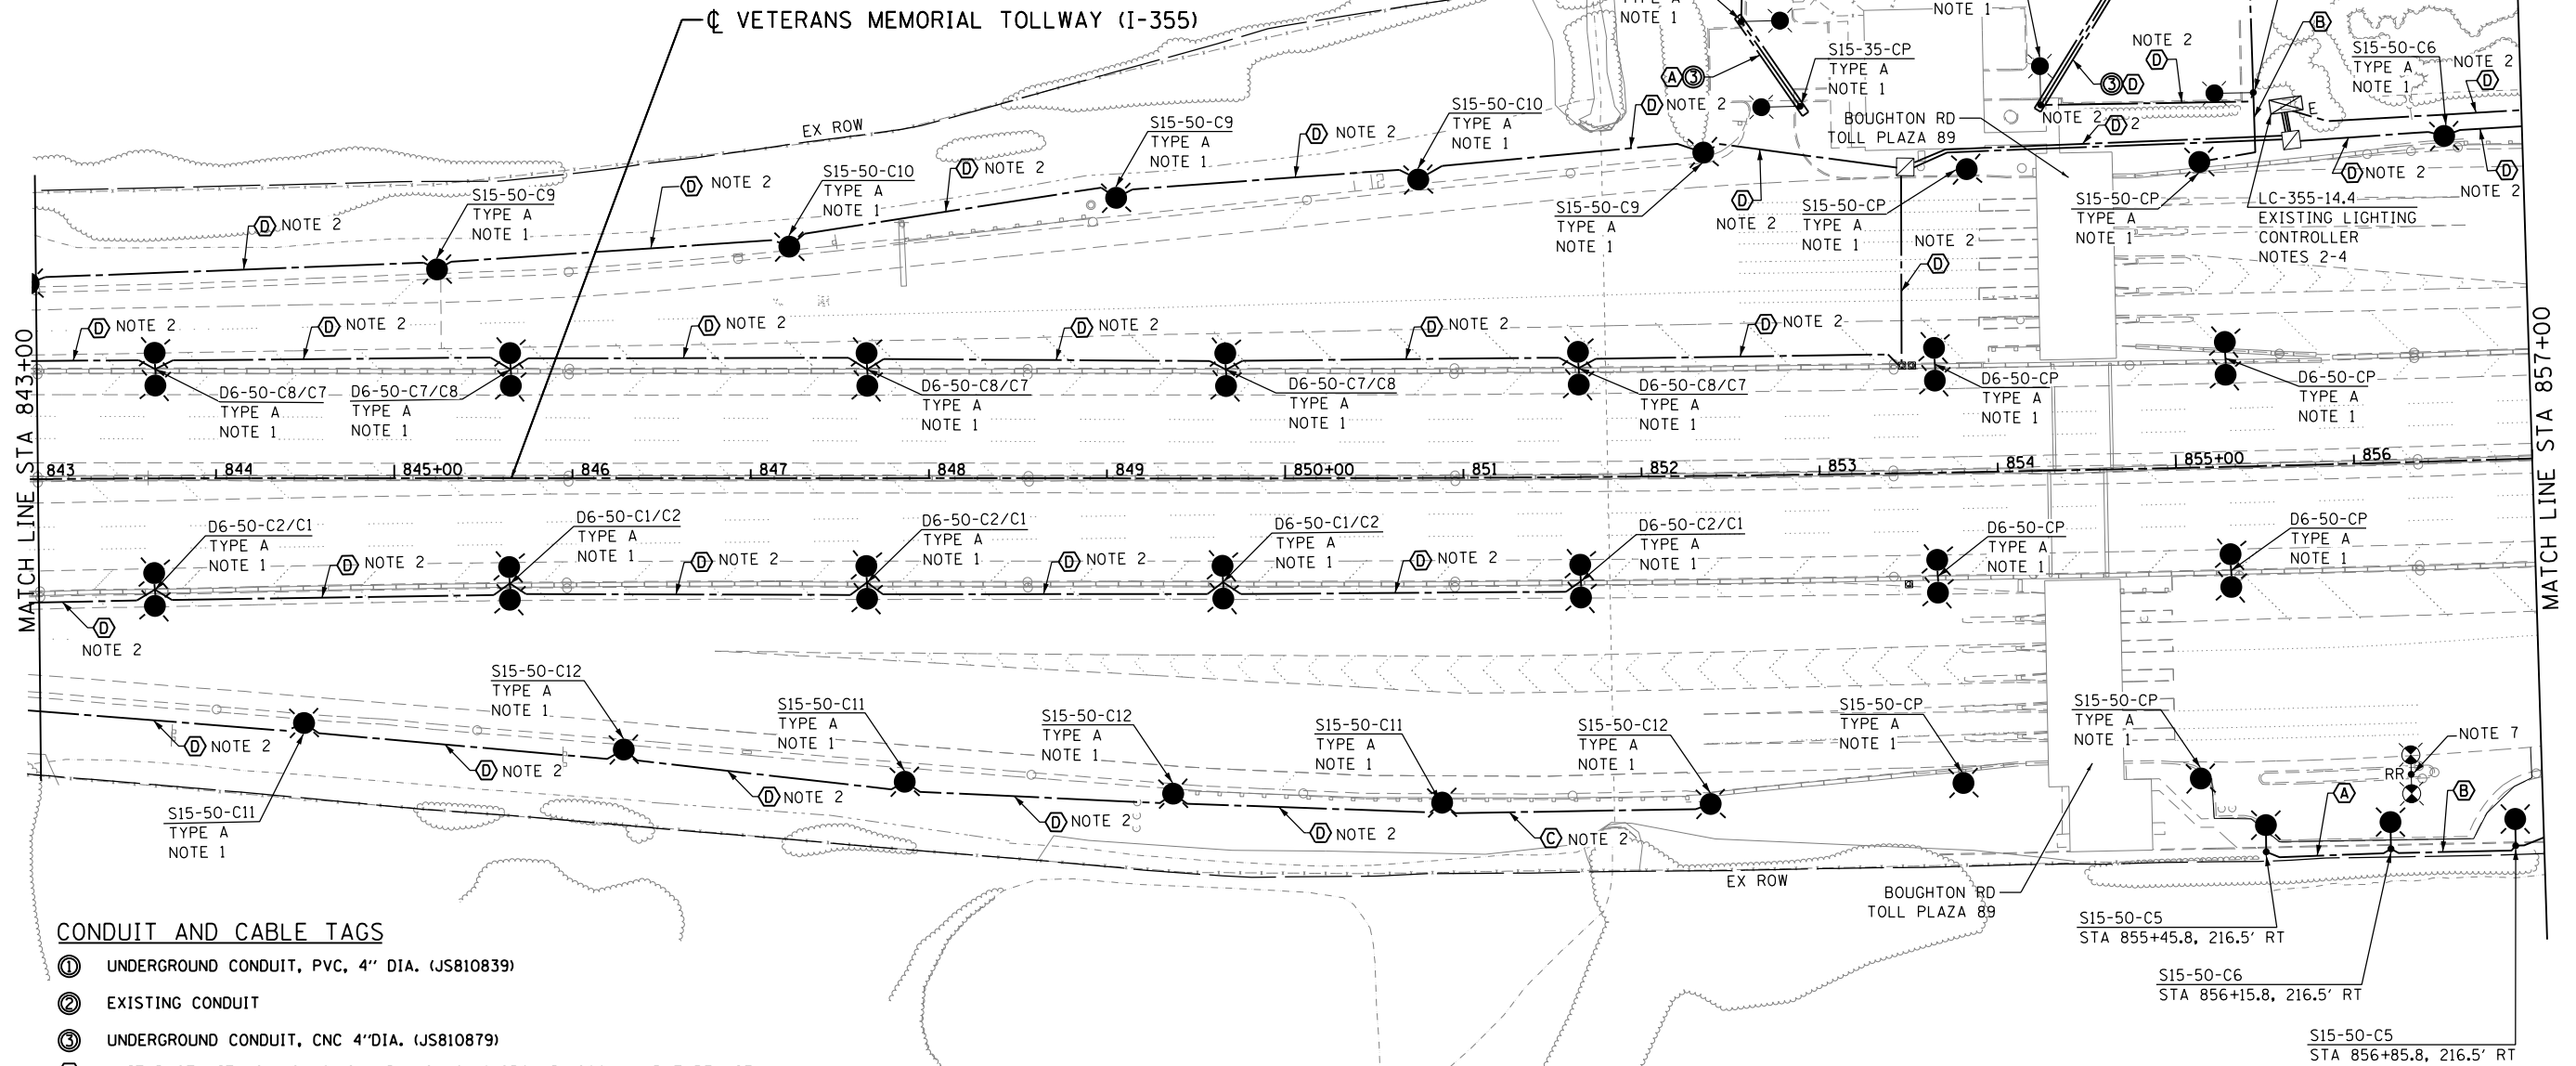 ℄ VETERANS MEMORIAL TOLLWAY (I-355)
NOTE 1
NOTE 1
A 3
S15-35-CP
TYPE A
NOTE 1
BOUGHTON RD
TOLL PLAZA 89
3 D
NOTE 2
D
B
S15-50-C6
TYPE A
NOTE 1
NOTE 2
D
E
NOTE 2
D 2
D NOTE 2
D
NOTE 2
EX ROW
S15-50-C9
TYPE A
NOTE 1
S15-50-C10
TYPE A
NOTE 1
S15-50-C9
TYPE A
NOTE 1
S15-50-C10
TYPE A
NOTE 1
S15-50-C9
TYPE A
NOTE 1
D NOTE 2
D NOTE 2
D NOTE 2
D NOTE 2
D NOTE 2
D
NOTE 2
S15-50-CP
TYPE A
NOTE 1
NOTE 2
D
S15-50-CP
TYPE A
NOTE 1
LC-355-14.4
EXISTING LIGHTING
CONTROLLER
NOTES 2-4
MATCH LINE STA 843+00
MATCH LINE STA 857+00
D NOTE 2
D NOTE 2
D NOTE 2
D NOTE 2
D NOTE 2
D NOTE 2
D6-50-C8/C7
TYPE A
NOTE 1
D6-50-C7/C8
TYPE A
NOTE 1
D6-50-C8/C7
TYPE A
NOTE 1
D6-50-C7/C8
TYPE A
NOTE 1
D6-50-C8/C7
TYPE A
NOTE 1
D6-50-CP
TYPE A
NOTE 1
D6-50-CP
TYPE A
NOTE 1
843 844 845+00 846 847 848 849 850+00 851 852 853 854 855+00 856
D6-50-C2/C1
TYPE A
NOTE 1
D6-50-C1/C2
TYPE A
NOTE 1
D6-50-C2/C1
TYPE A
NOTE 1
D6-50-C1/C2
TYPE A
NOTE 1
D6-50-C2/C1
TYPE A
NOTE 1
D6-50-CP
TYPE A
NOTE 1
D6-50-CP
TYPE A
NOTE 1
D NOTE 2
D NOTE 2
D NOTE 2
D NOTE 2
D
NOTE 2
S15-50-C12
TYPE A
NOTE 1
S15-50-C11
TYPE A
NOTE 1
S15-50-C12
TYPE A
NOTE 1
S15-50-C11
TYPE A
NOTE 1
S15-50-C12
TYPE A
NOTE 1
S15-50-CP
TYPE A
NOTE 1
S15-50-CP
TYPE A
NOTE 1
NOTE 7
RR
A
B
D NOTE 2
D NOTE 2
D NOTE 2
D NOTE 2
D NOTE 2
C NOTE 2
S15-50-C11
TYPE A
NOTE 1
EX ROW
BOUGHTON RD
TOLL PLAZA 89
S15-50-C5
STA 855+45.8, 216.5' RT
S15-50-C6
STA 856+15.8, 216.5' RT
S15-50-C5
STA 856+85.8, 216.5' RT
CONDUIT AND CABLE TAGS
1 UNDERGROUND CONDUIT, PVC, 4" DIA. (JS810839)
2 EXISTING CONDUIT
3 UNDERGROUND CONDUIT, CNC 4"DIA. (JS810879)